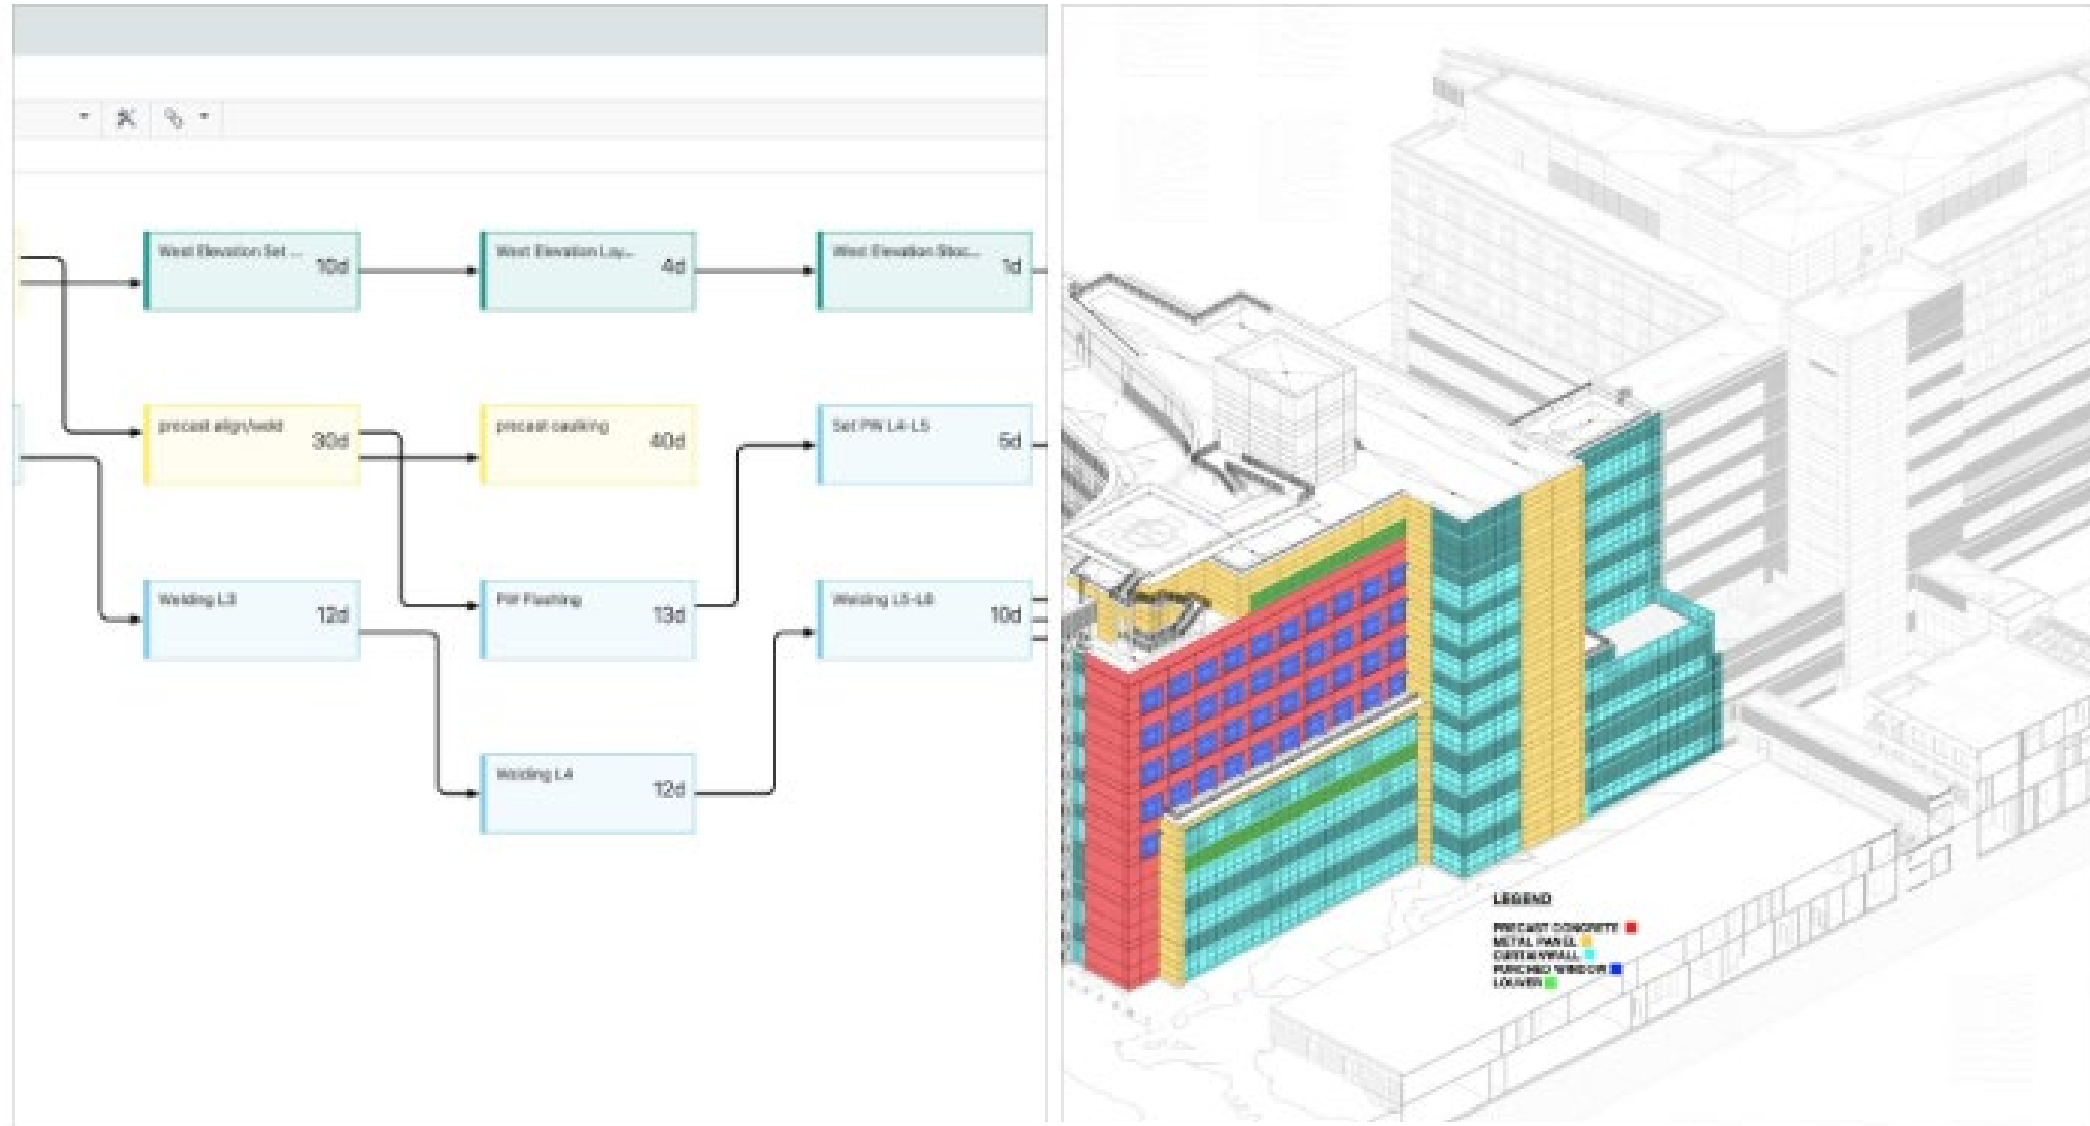 West Elevation Set ...
10d
West Elevation Lay...
4d
West Elevation Stoc...
1d
precast align/weld
30d
precast caulking
40d
Set PW L4-L5
5d
Welding L3
12d
PW Flashing
13d
Welding L5-L8
10d
Welding L4
12d
LEGEND
PRECAST CONCRETE
METAL PANEL
CURTAINWALL
PUNCHED WINDOW
LOUVER